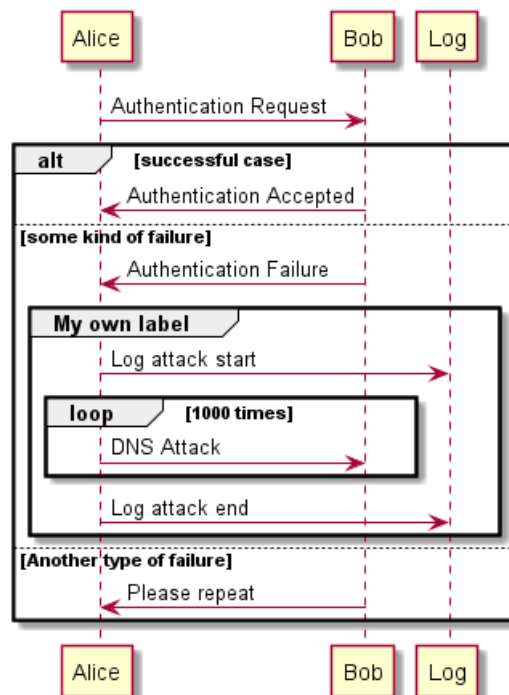 Alice Bob Log
Authentication Request
alt [successful case]
Authentication Accepted
[some kind of failure]
Authentication Failure
My own label
Log attack start
loop [1000 times]
DNS Attack
Log attack end
[Another type of failure]
Please repeat
Alice Bob Log